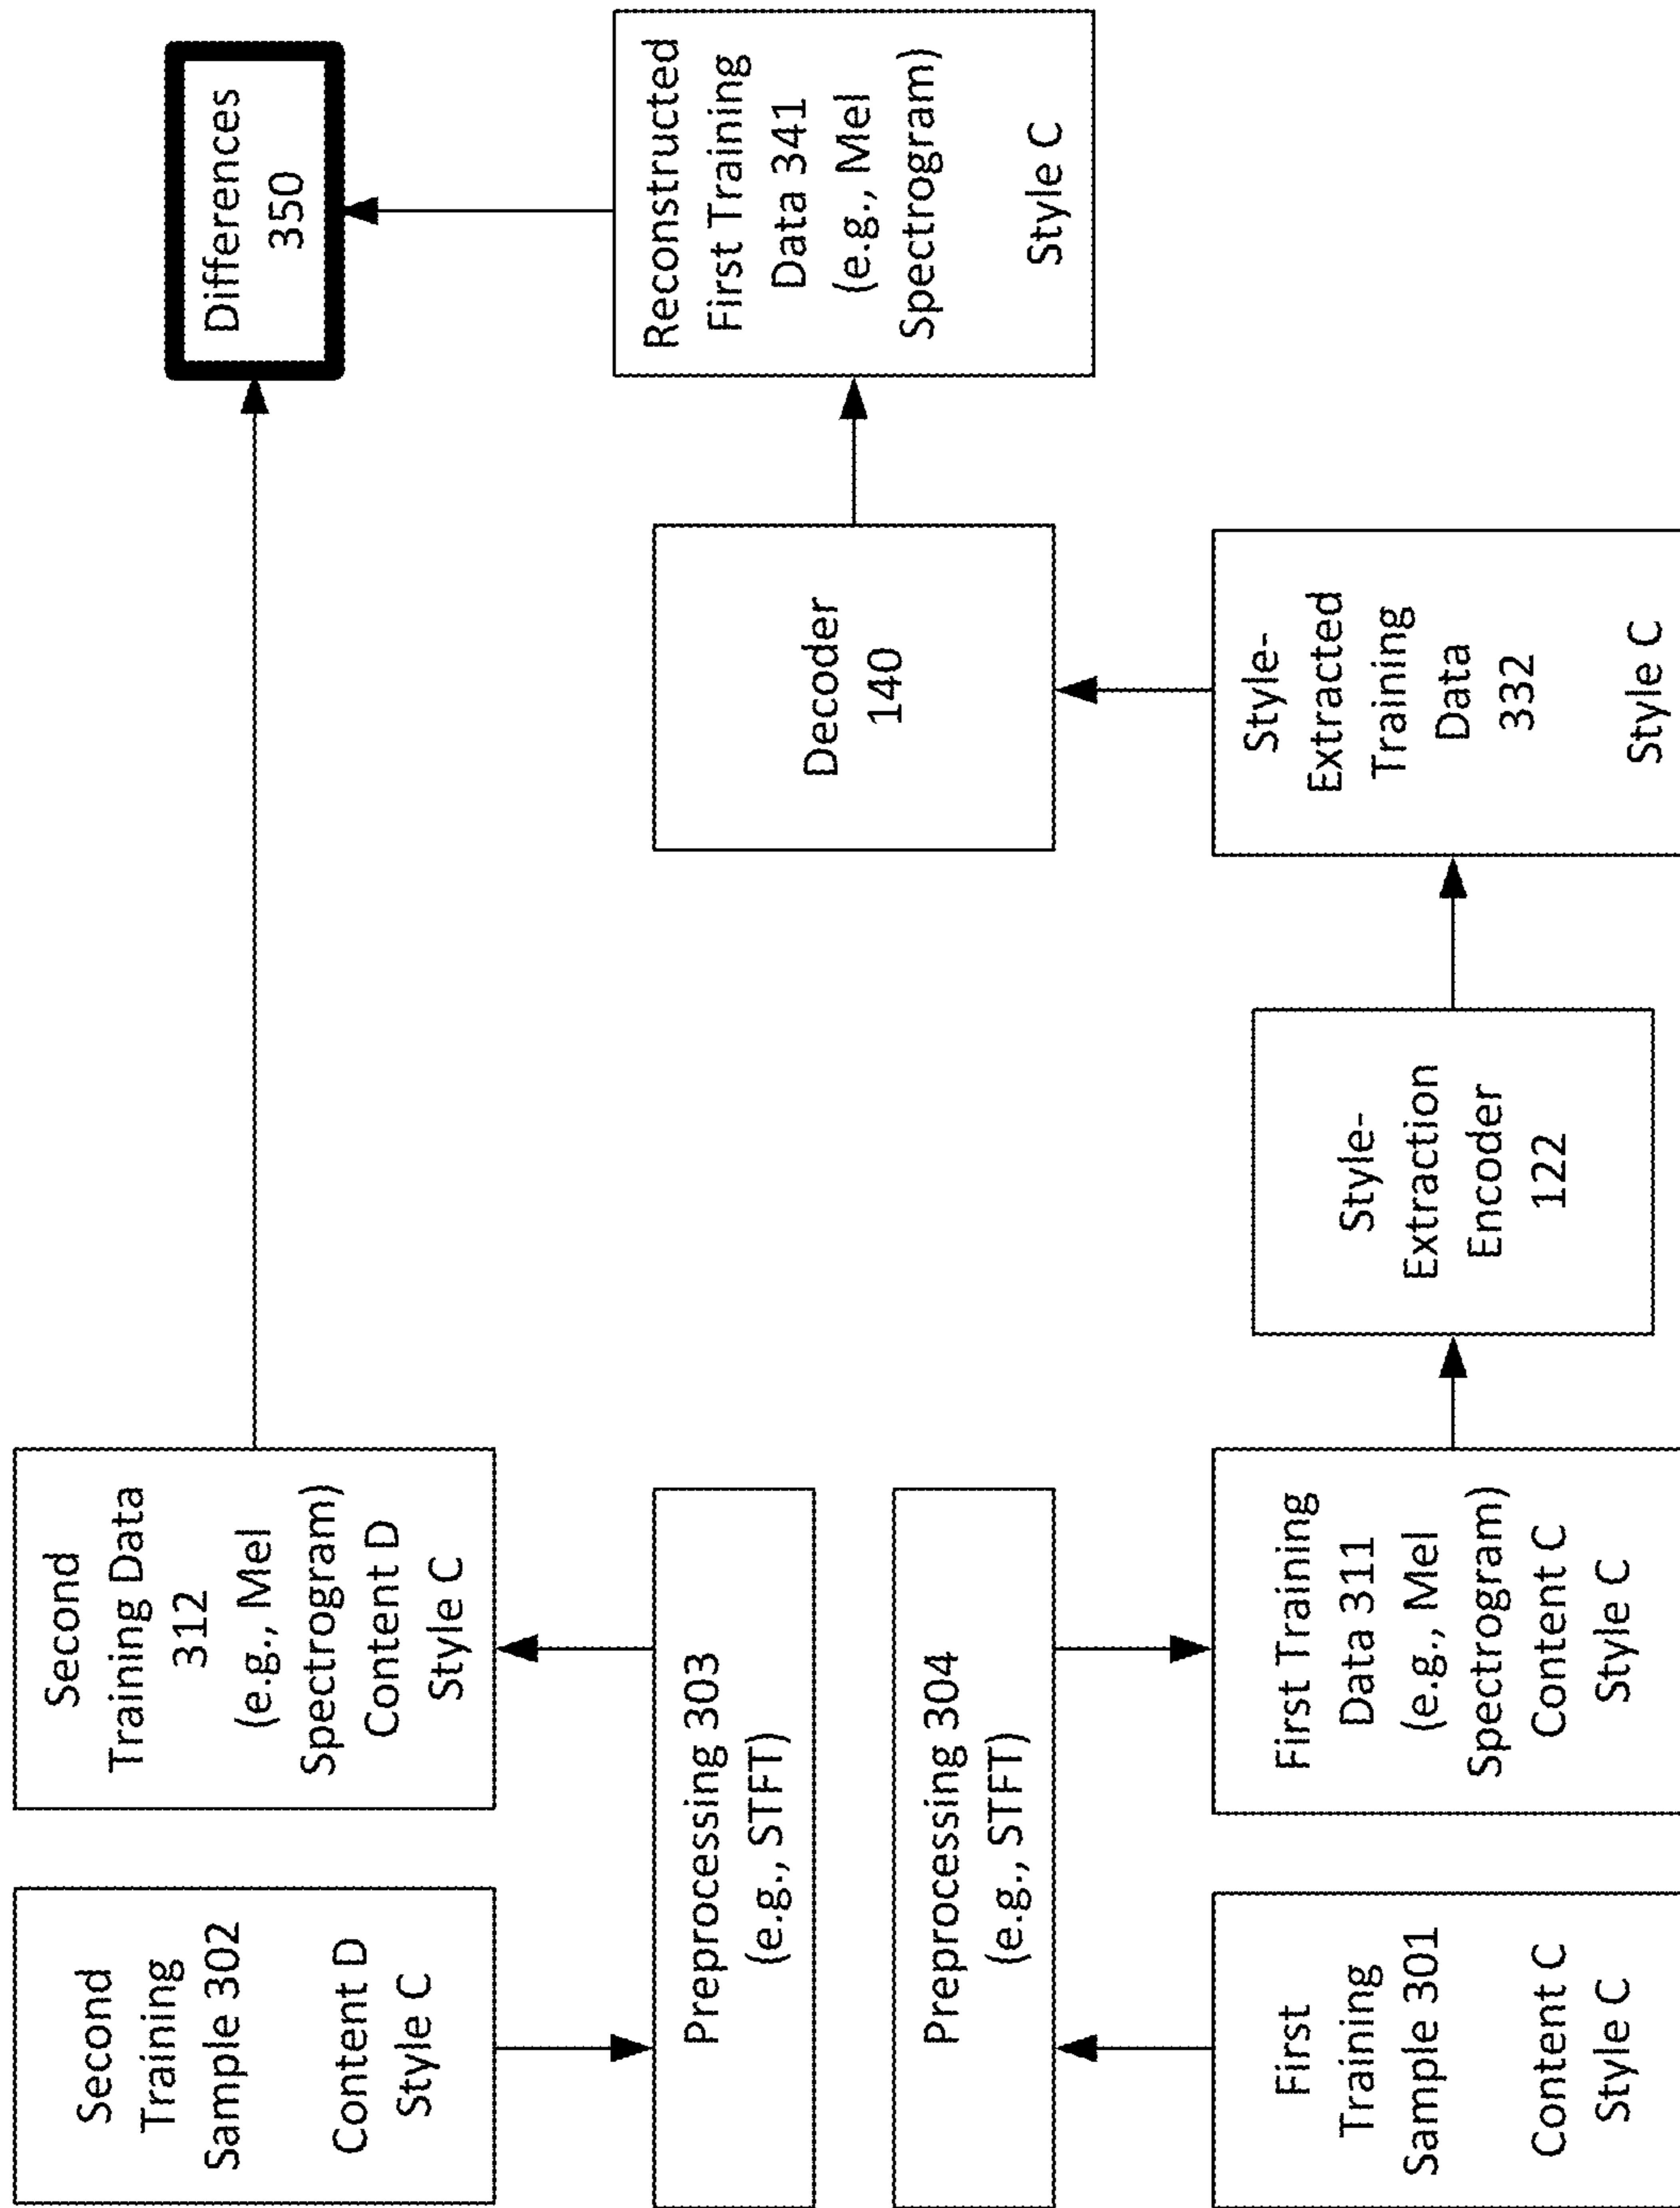 Second
Training
Sample 302
Content D
Style C
Second
Training Data
312
(e.g., Mel
Spectrogram)
Content D
Style C
Differences
350
Preprocessing 303
(e.g., STFT)
Preprocessing 304
(e.g., STFT)
Decoder
140
Reconstructed
First Training
Data 341
(e.g., Mel
Spectrogram)
Style C
First
Training
Sample 301
Content C
Style C
First Training
Data 311
(e.g., Mel
Spectrogram)
Content C
Style C
Style-
Extraction
Encoder
122
Style-
Extracted
Training
Data
332
Style C